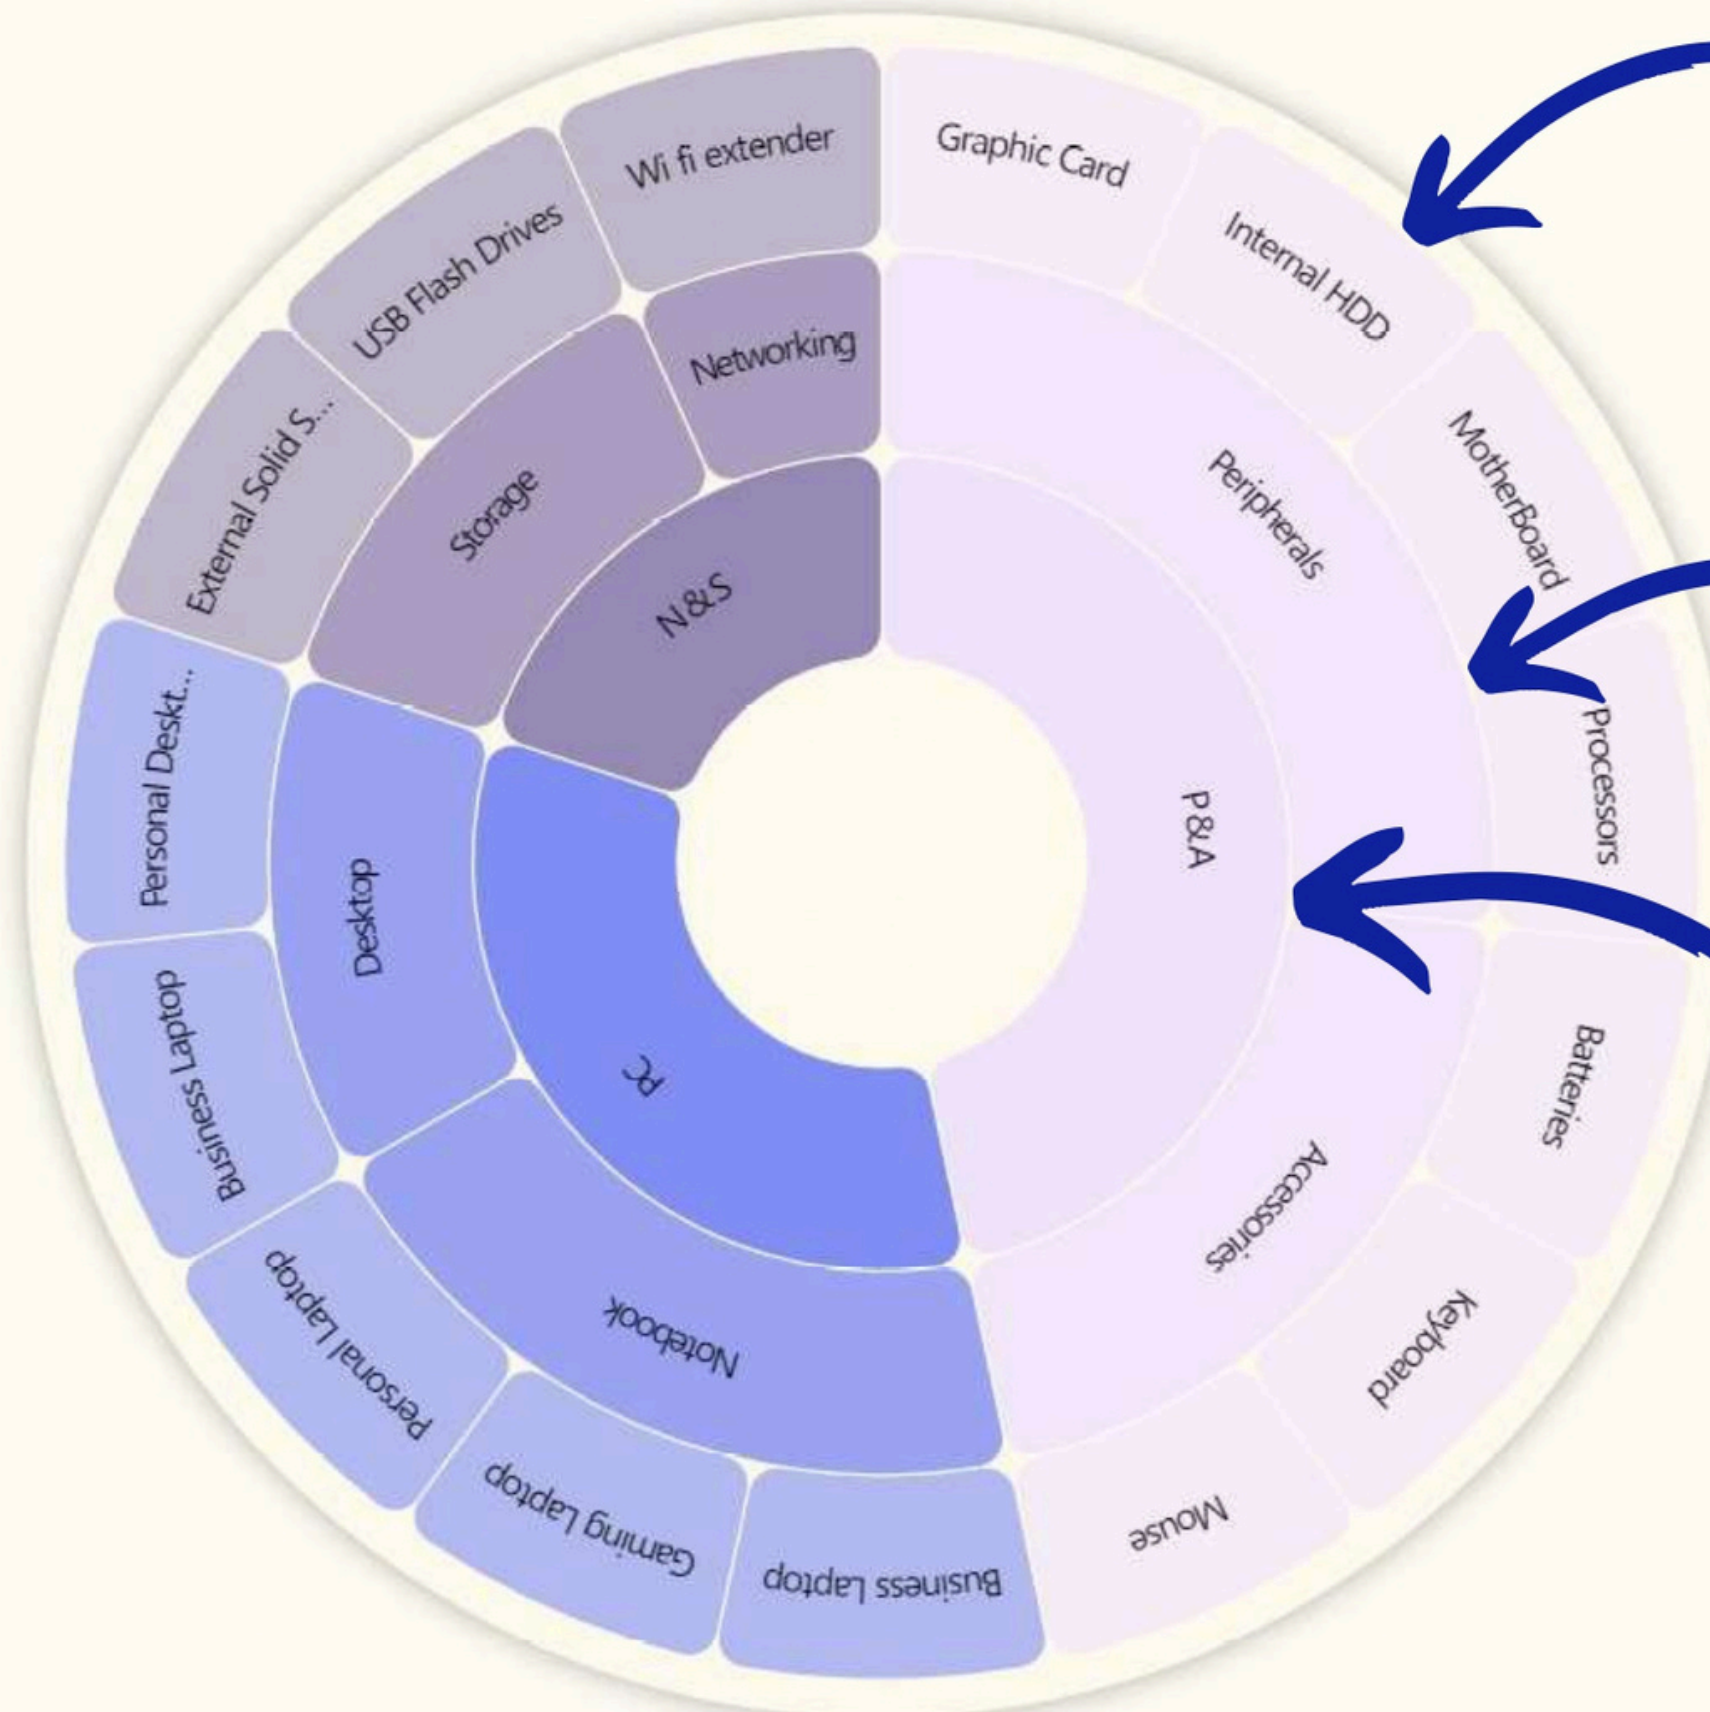 Graphic Card
Internal HDD
MotherBoard
Processors
Batteries
Keyboard
Mouse
Business Laptop
Gaming Laptop
Personal Laptop
Business Laptop
Personal Deskt...
External Solid S...
USB Flash Drives
Wi fi extender
Peripherals
Accessories
Notebook
Desktop
Storage
Networking
P&A
PC
N&S